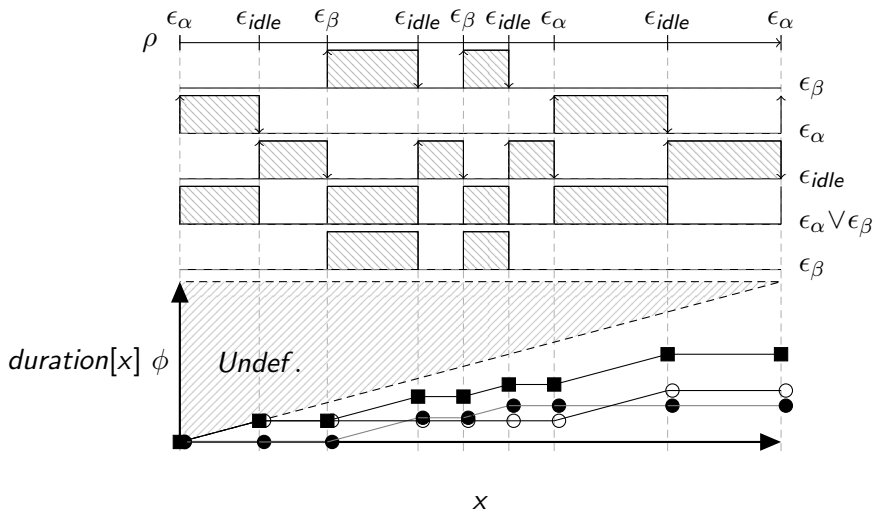 ϵα ϵidle ϵβ ϵidle ϵβ ϵidle ϵα ϵidle ϵα
ρ
ϵβ
ϵα
ϵidle
ϵα∨ϵβ
ϵβ
duration[x] ϕ
Undef.
x